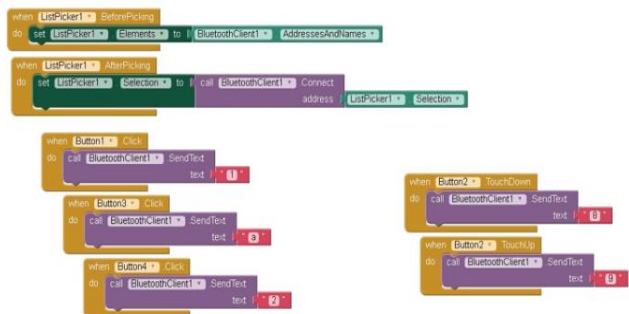 when ListPicker1 .BeforePicking
do set ListPicker1 . Elements to BluetoothClient1 . AddressesAndNames
when ListPicker1 .AfterPicking
do set ListPicker1 . Selection to call BluetoothClient1 .Connect
address ListPicker1 . Selection
when Button1 .Click
do call BluetoothClient1 .SendText
text " 1 "
when Button3 .Click
do call BluetoothClient1 .SendText
text " a "
when Button4 .Click
do call BluetoothClient1 .SendText
text " 2 "
when Button2 .TouchDown
do call BluetoothClient1 .SendText
text " 8 "
when Button2 .TouchUp
do call BluetoothClient1 .SendText
text " 9 "